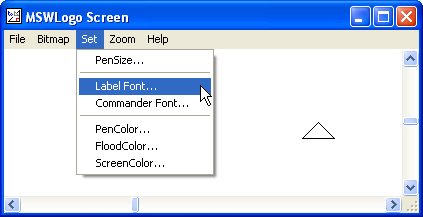 MSWLogo Screen
File Bitmap Set Zoom Help
PenSize...
Label Font...
Commander Font...
PenColor...
FloodColor...
ScreenColor...